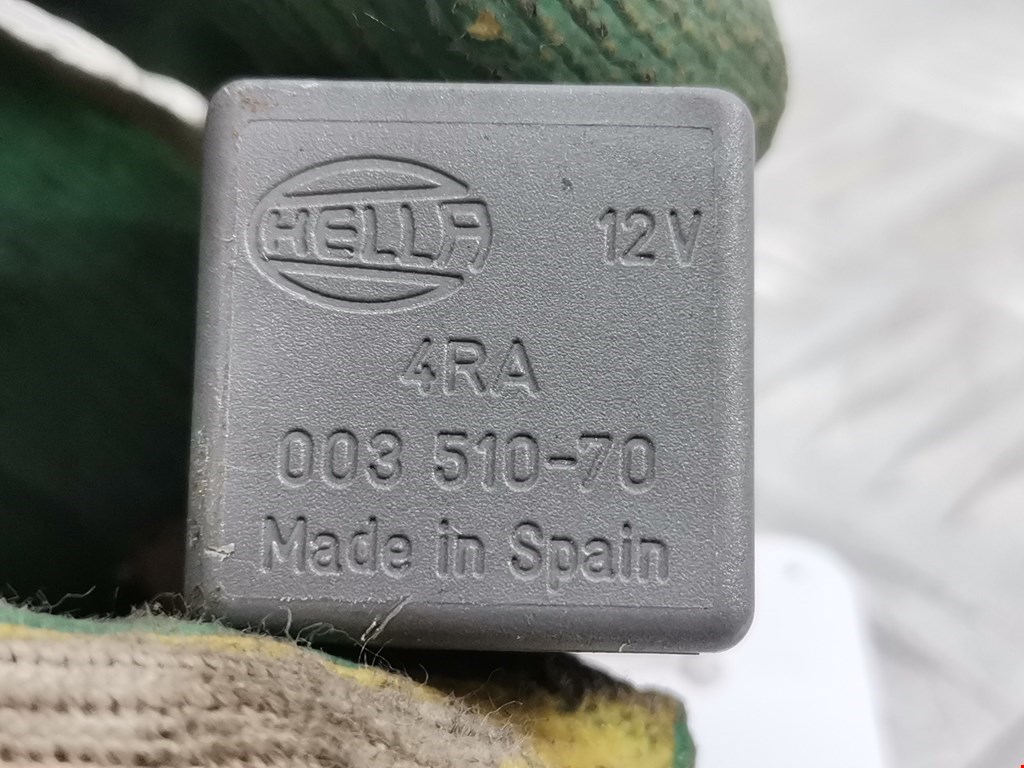 HELLA 12V
4RA
003 510-70
Made in Spain